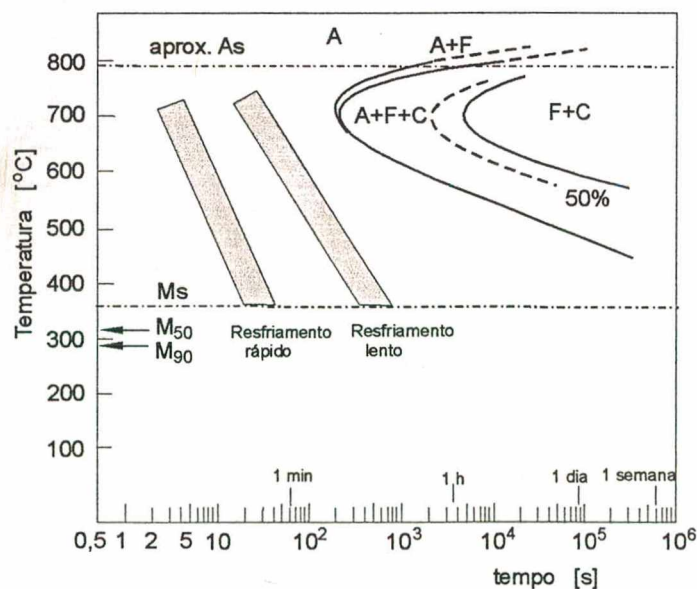 aprox. As
A
A+F
800
700
A+F+C
F+C
600
50%
500
400
Ms
300
M50
M90
Resfriamento rápido
Resfriamento lento
200
100
Temperatura [°C]
1 min
1 h
1 dia
1 semana
0,5 1 2 5 10 10² 10³ 10⁴ 10⁵ 10⁶
tempo [s]